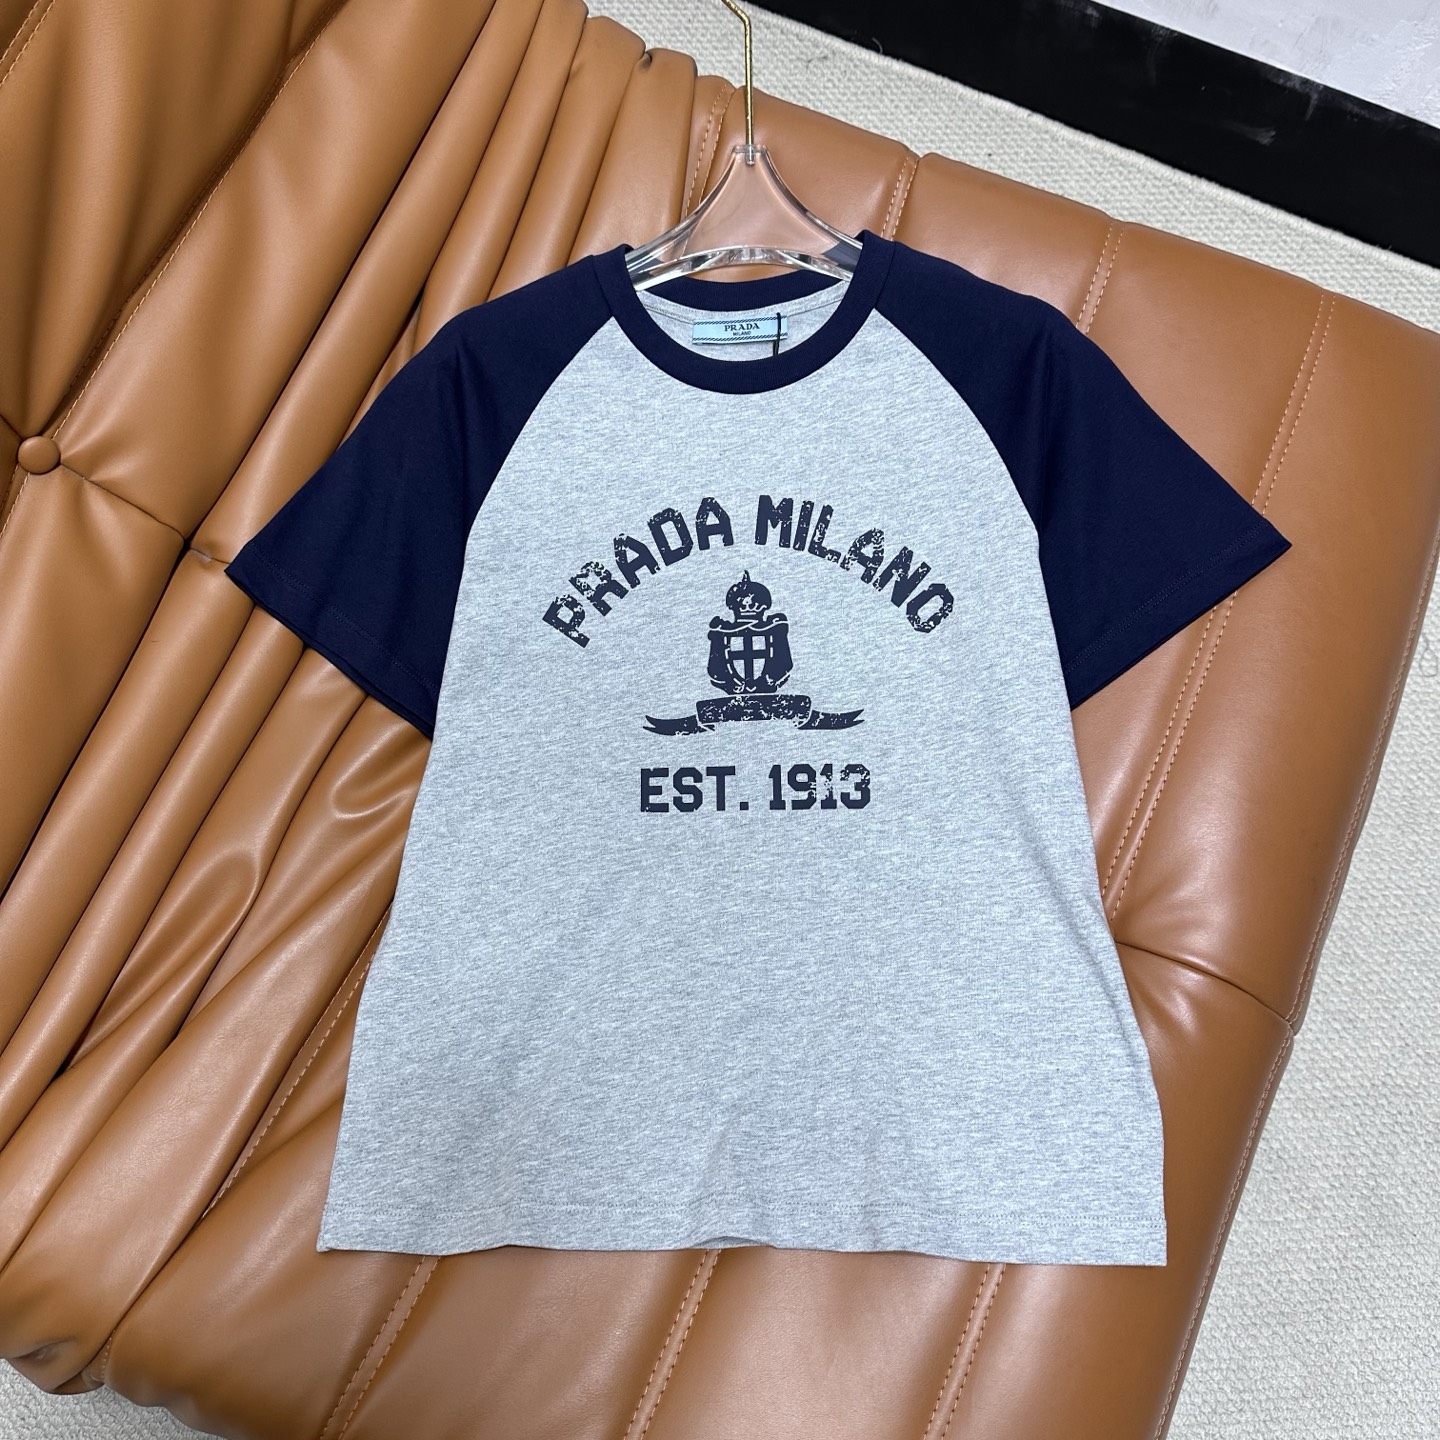 PRADA
MILANO
PRADA MILANO
EST. 1913